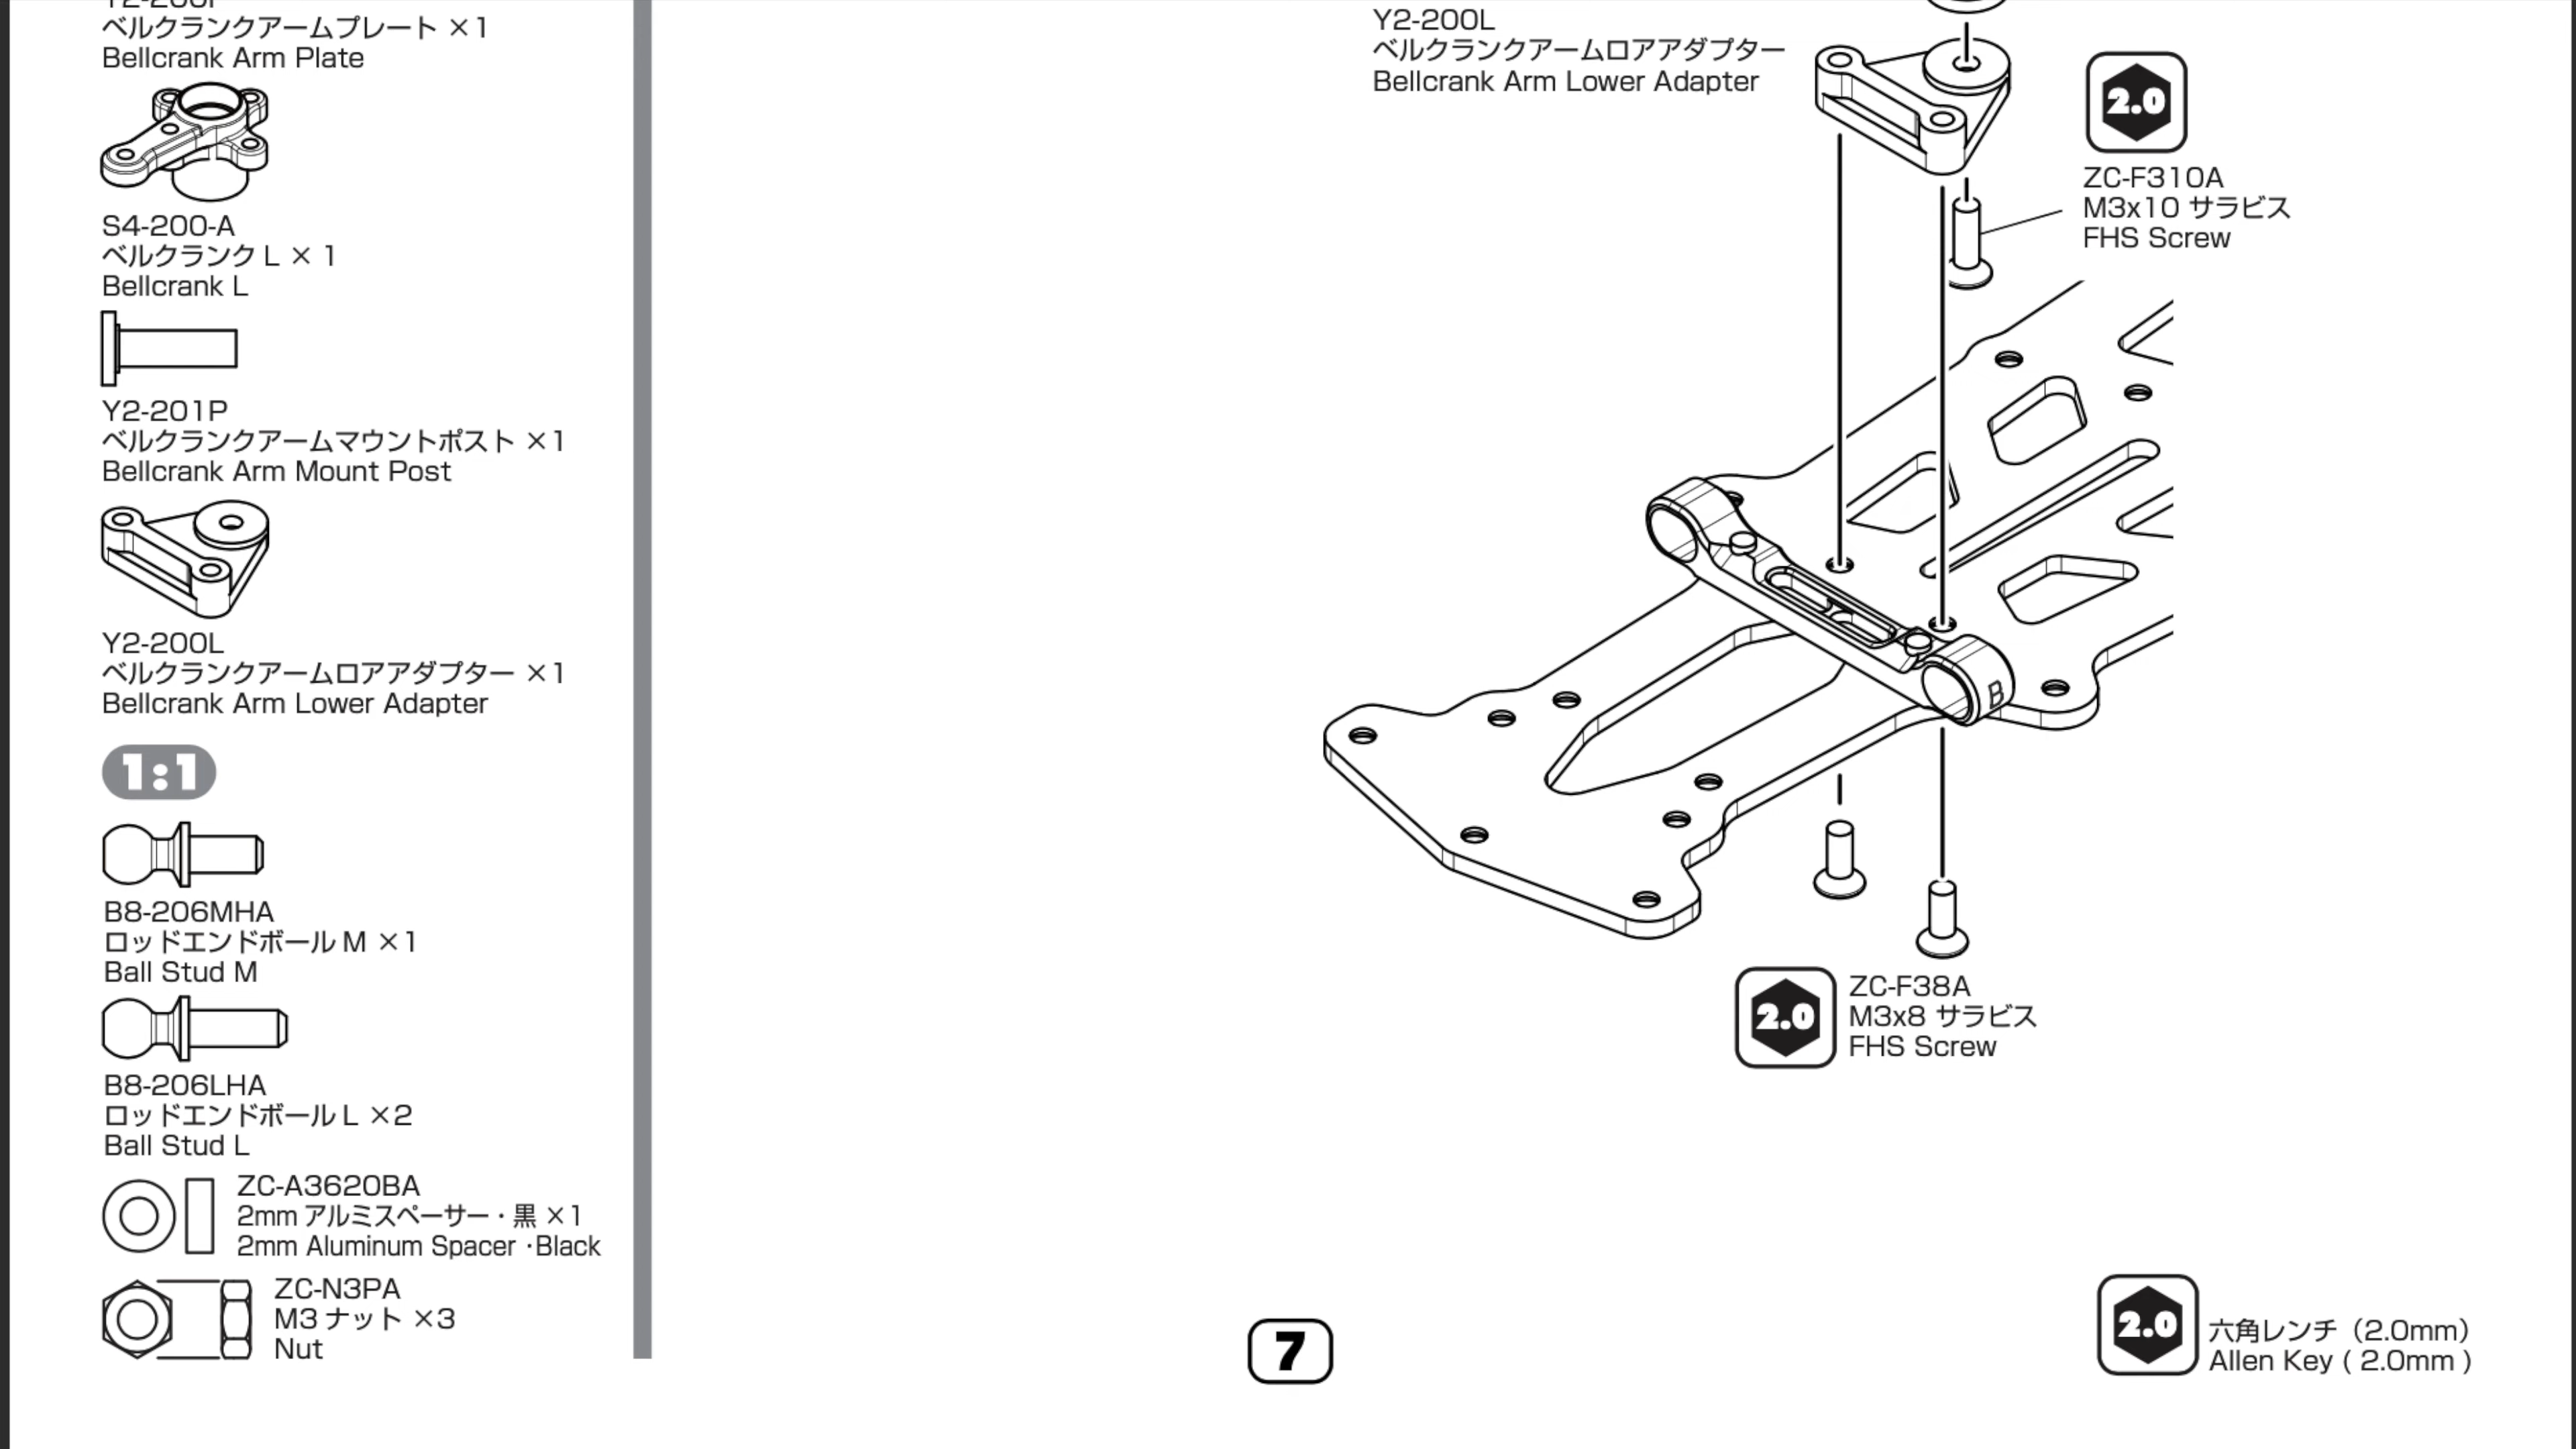 ベルクランクアームプレート ×1
Bellcrank Arm Plate
S4-200-A
ベルクランク L × 1
Bellcrank L
Y2-201P
ベルクランクアームマウントポスト ×1
Bellcrank Arm Mount Post
Y2-200L
ベルクランクアームロアアダプター ×1
Bellcrank Arm Lower Adapter
1:1
B8-206MHA
ロッドエンドボール M ×1
Ball Stud M
B8-206LHA
ロッドエンドボール L ×2
Ball Stud L
ZC-A3620BA
2mm アルミスペーサー・黒 ×1
2mm Aluminum Spacer ・Black
ZC-N3PA
M3 ナット ×3
Nut
Y2-200L
ベルクランクアームロアアダプター
Bellcrank Arm Lower Adapter
2.0
ZC-F310A
M3x10 サラビス
FHS Screw
B
2.0
ZC-F38A
M3x8 サラビス
FHS Screw
7
2.0
六角レンチ（2.0mm）
Allen Key ( 2.0mm )